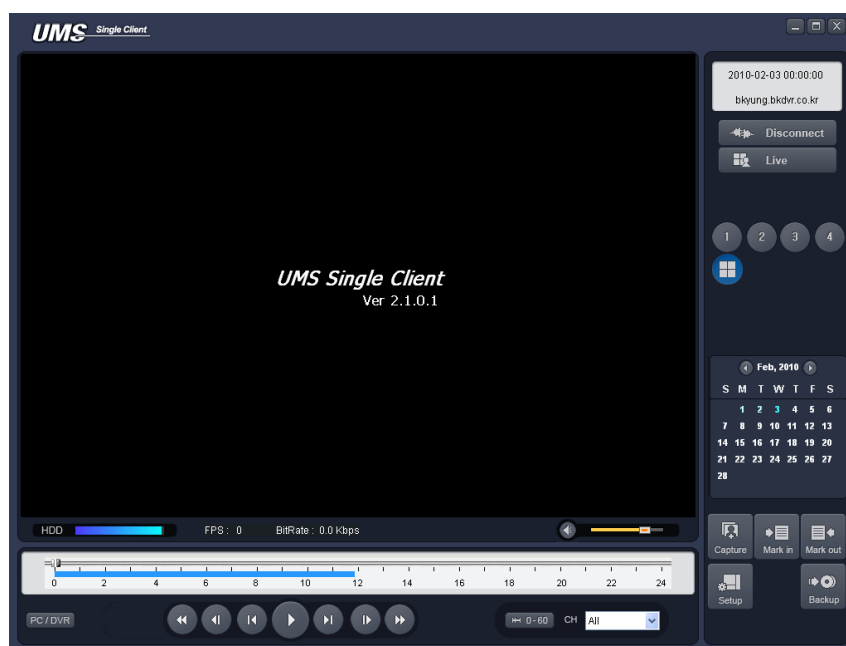 UMS Single Client
2010-02-03 00:00:00
bkyung.bkdvr.co.kr
Disconnect
Live
1 2 3 4
UMS Single Client
Ver 2.1.0.1
Feb, 2010
S M T W T F S
1 2 3 4 5 6
7 8 9 10 11 12 13
14 15 16 17 18 19 20
21 22 23 24 25 26 27
28
HDD FPS : 0 BitRate : 0.0 Kbps
Capture Mark in Mark out
0 2 4 6 8 10 12 14 16 18 20 22 24
Setup Backup
PC / DVR 0-60 CH All